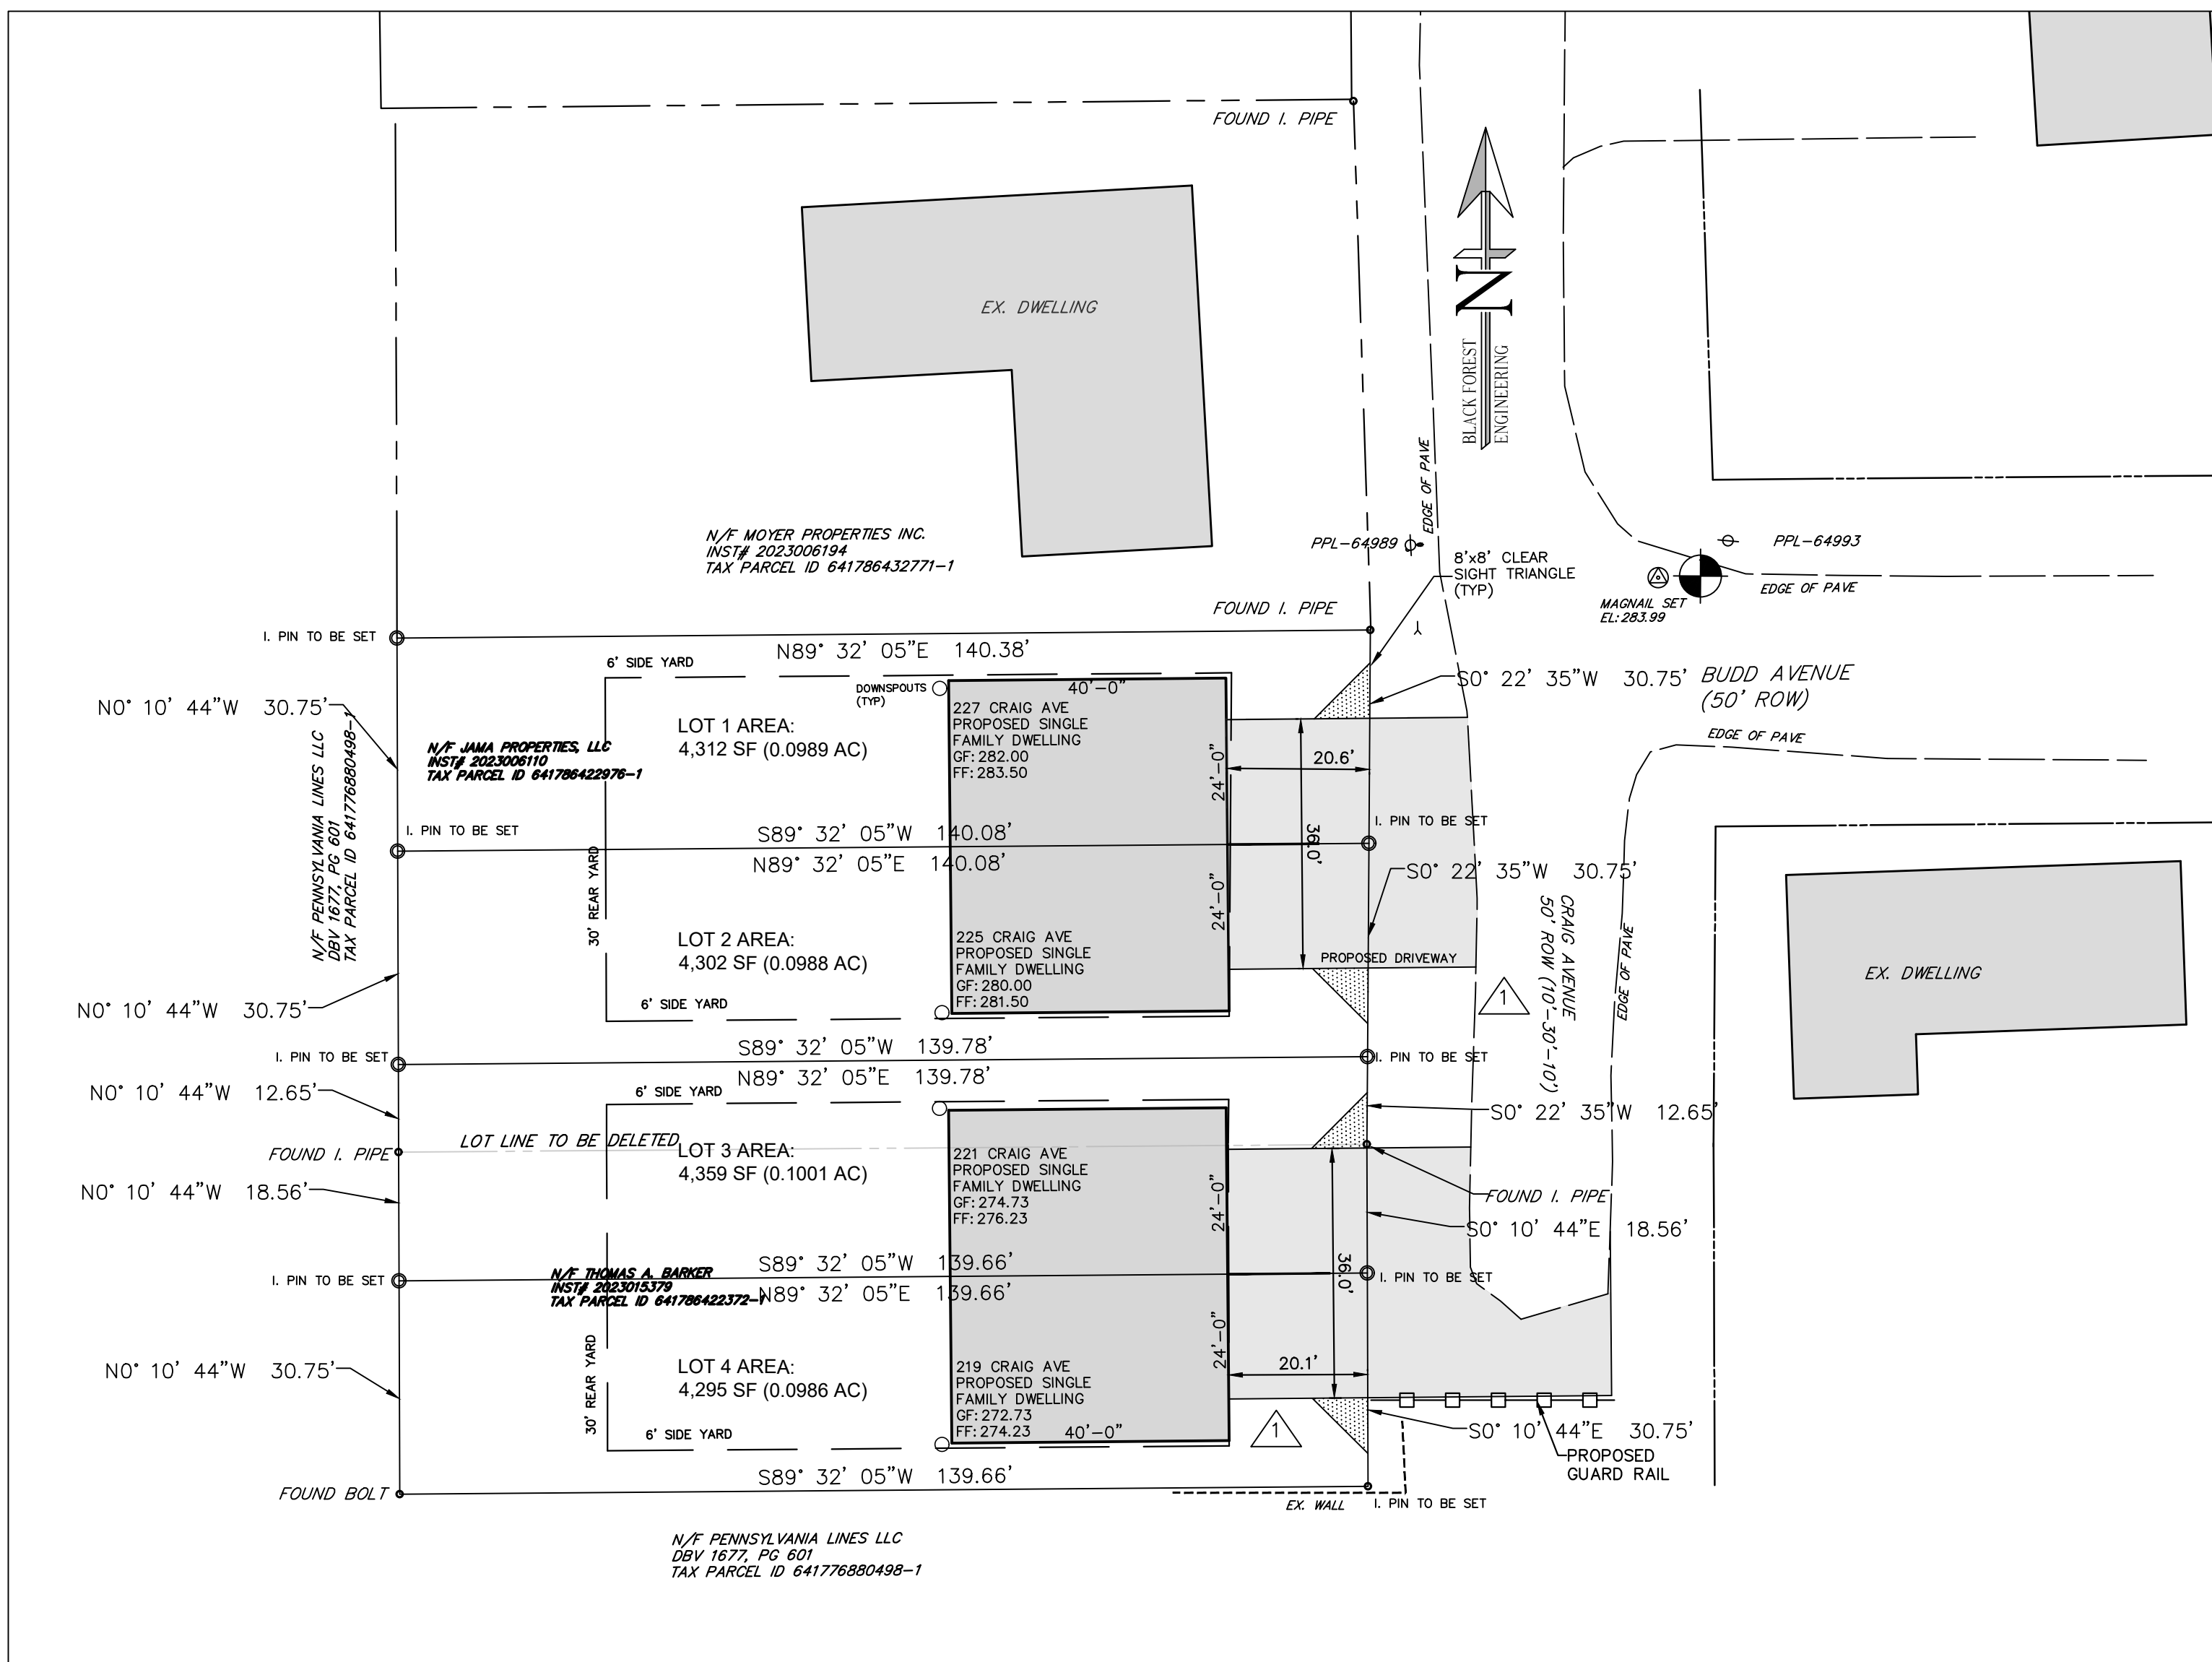 FOUND I. PIPE
EX. DWELLING
N
BLACK FOREST
ENGINEERING
EDGE OF PAVE
N/F MOYER PROPERTIES INC.
INST# 2023006194
TAX PARCEL ID 641786432771-1
PPL-64989
8'x8' CLEAR
SIGHT TRIANGLE
(TYP)
PPL-64993
MAGNAIL SET
EL: 283.99
EDGE OF PAVE
FOUND I. PIPE
I. PIN TO BE SET
N89° 32' 05"E 140.38'
6' SIDE YARD
DOWNSPOUTS
(TYP)
40'-0"
S0° 22' 35"W 30.75'
BUDD AVENUE
(50' ROW)
N0° 10' 44"W 30.75'
LOT 1 AREA:
4,312 SF (0.0989 AC)
227 CRAIG AVE
PROPOSED SINGLE
FAMILY DWELLING
GF: 282.00
FF: 283.50
24'-0"
20.6'
EDGE OF PAVE
N/F JAMA PROPERTIES, LLC
INST# 2023006110
TAX PARCEL ID 641786422976-1
N/F PENNSYLVANIA LINES LLC
DBV 1677, PG 601
TAX PARCEL ID 641776880498-1
I. PIN TO BE SET
S89° 32' 05"W 140.08'
N89° 32' 05"E 140.08'
I. PIN TO BE SET
36.0'
S0° 22' 35"W 30.75'
30' REAR YARD
24'-0"
LOT 2 AREA:
4,302 SF (0.0988 AC)
225 CRAIG AVE
PROPOSED SINGLE
FAMILY DWELLING
GF: 280.00
FF: 281.50
PROPOSED DRIVEWAY
1
CRAIG AVENUE
50' ROW (10'-30'-10')
EDGE OF PAVE
EX. DWELLING
6' SIDE YARD
N0° 10' 44"W 30.75'
I. PIN TO BE SET
S89° 32' 05"W 139.78'
N89° 32' 05"E 139.78'
I. PIN TO BE SET
N0° 10' 44"W 12.65'
6' SIDE YARD
S0° 22' 35"W 12.65'
FOUND I. PIPE
LOT LINE TO BE DELETED
LOT 3 AREA:
4,359 SF (0.1001 AC)
221 CRAIG AVE
PROPOSED SINGLE
FAMILY DWELLING
GF: 274.73
FF: 276.23
24'-0"
FOUND I. PIPE
S0° 10' 44"E 18.56'
N0° 10' 44"W 18.56'
I. PIN TO BE SET
S89° 32' 05"W 139.66'
N89° 32' 05"E 139.66'
N/F THOMAS A. BARKER
INST# 2023015379
TAX PARCEL ID 641786422372-1
36.0'
I. PIN TO BE SET
30' REAR YARD
24'-0"
N0° 10' 44"W 30.75'
LOT 4 AREA:
4,295 SF (0.0986 AC)
219 CRAIG AVE
PROPOSED SINGLE
FAMILY DWELLING
GF: 272.73
FF: 274.23
40'-0"
20.1'
1
6' SIDE YARD
S0° 10' 44"E 30.75'
PROPOSED
GUARD RAIL
FOUND BOLT
S89° 32' 05"W 139.66'
EX. WALL
I. PIN TO BE SET
N/F PENNSYLVANIA LINES LLC
DBV 1677, PG 601
TAX PARCEL ID 641776880498-1